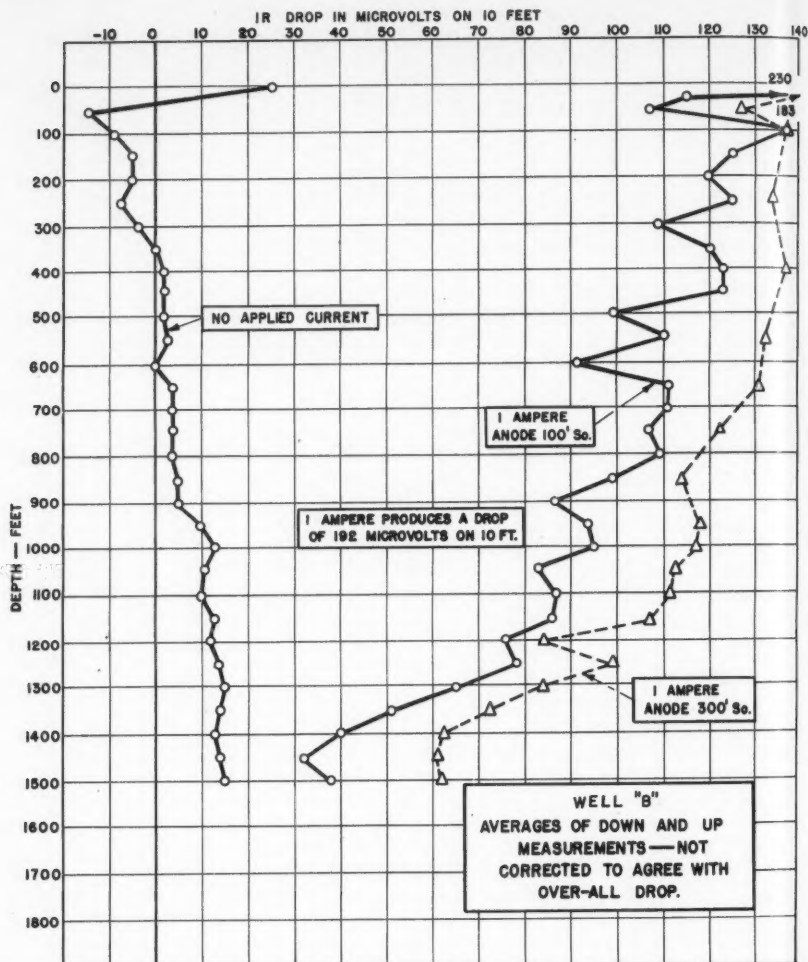 IR DROP IN MICROVOLTS ON 10 FEET
-10 0 10 20 30 40 50 60 70 80 90 100 110 120 130 140
230
183
0
100
200
300
400
500
600
700
800
900
1000
1100
1200
1300
1400
1500
1600
1700
1800
DEPTH — FEET
NO APPLIED CURRENT
1 AMPERE
ANODE 100' So.
1 AMPERE PRODUCES A DROP
OF 192 MICROVOLTS ON 10 FT.
1 AMPERE
ANODE 300' So.
WELL "B"
AVERAGES OF DOWN AND UP
MEASUREMENTS — NOT
CORRECTED TO AGREE WITH
OVER-ALL DROP.